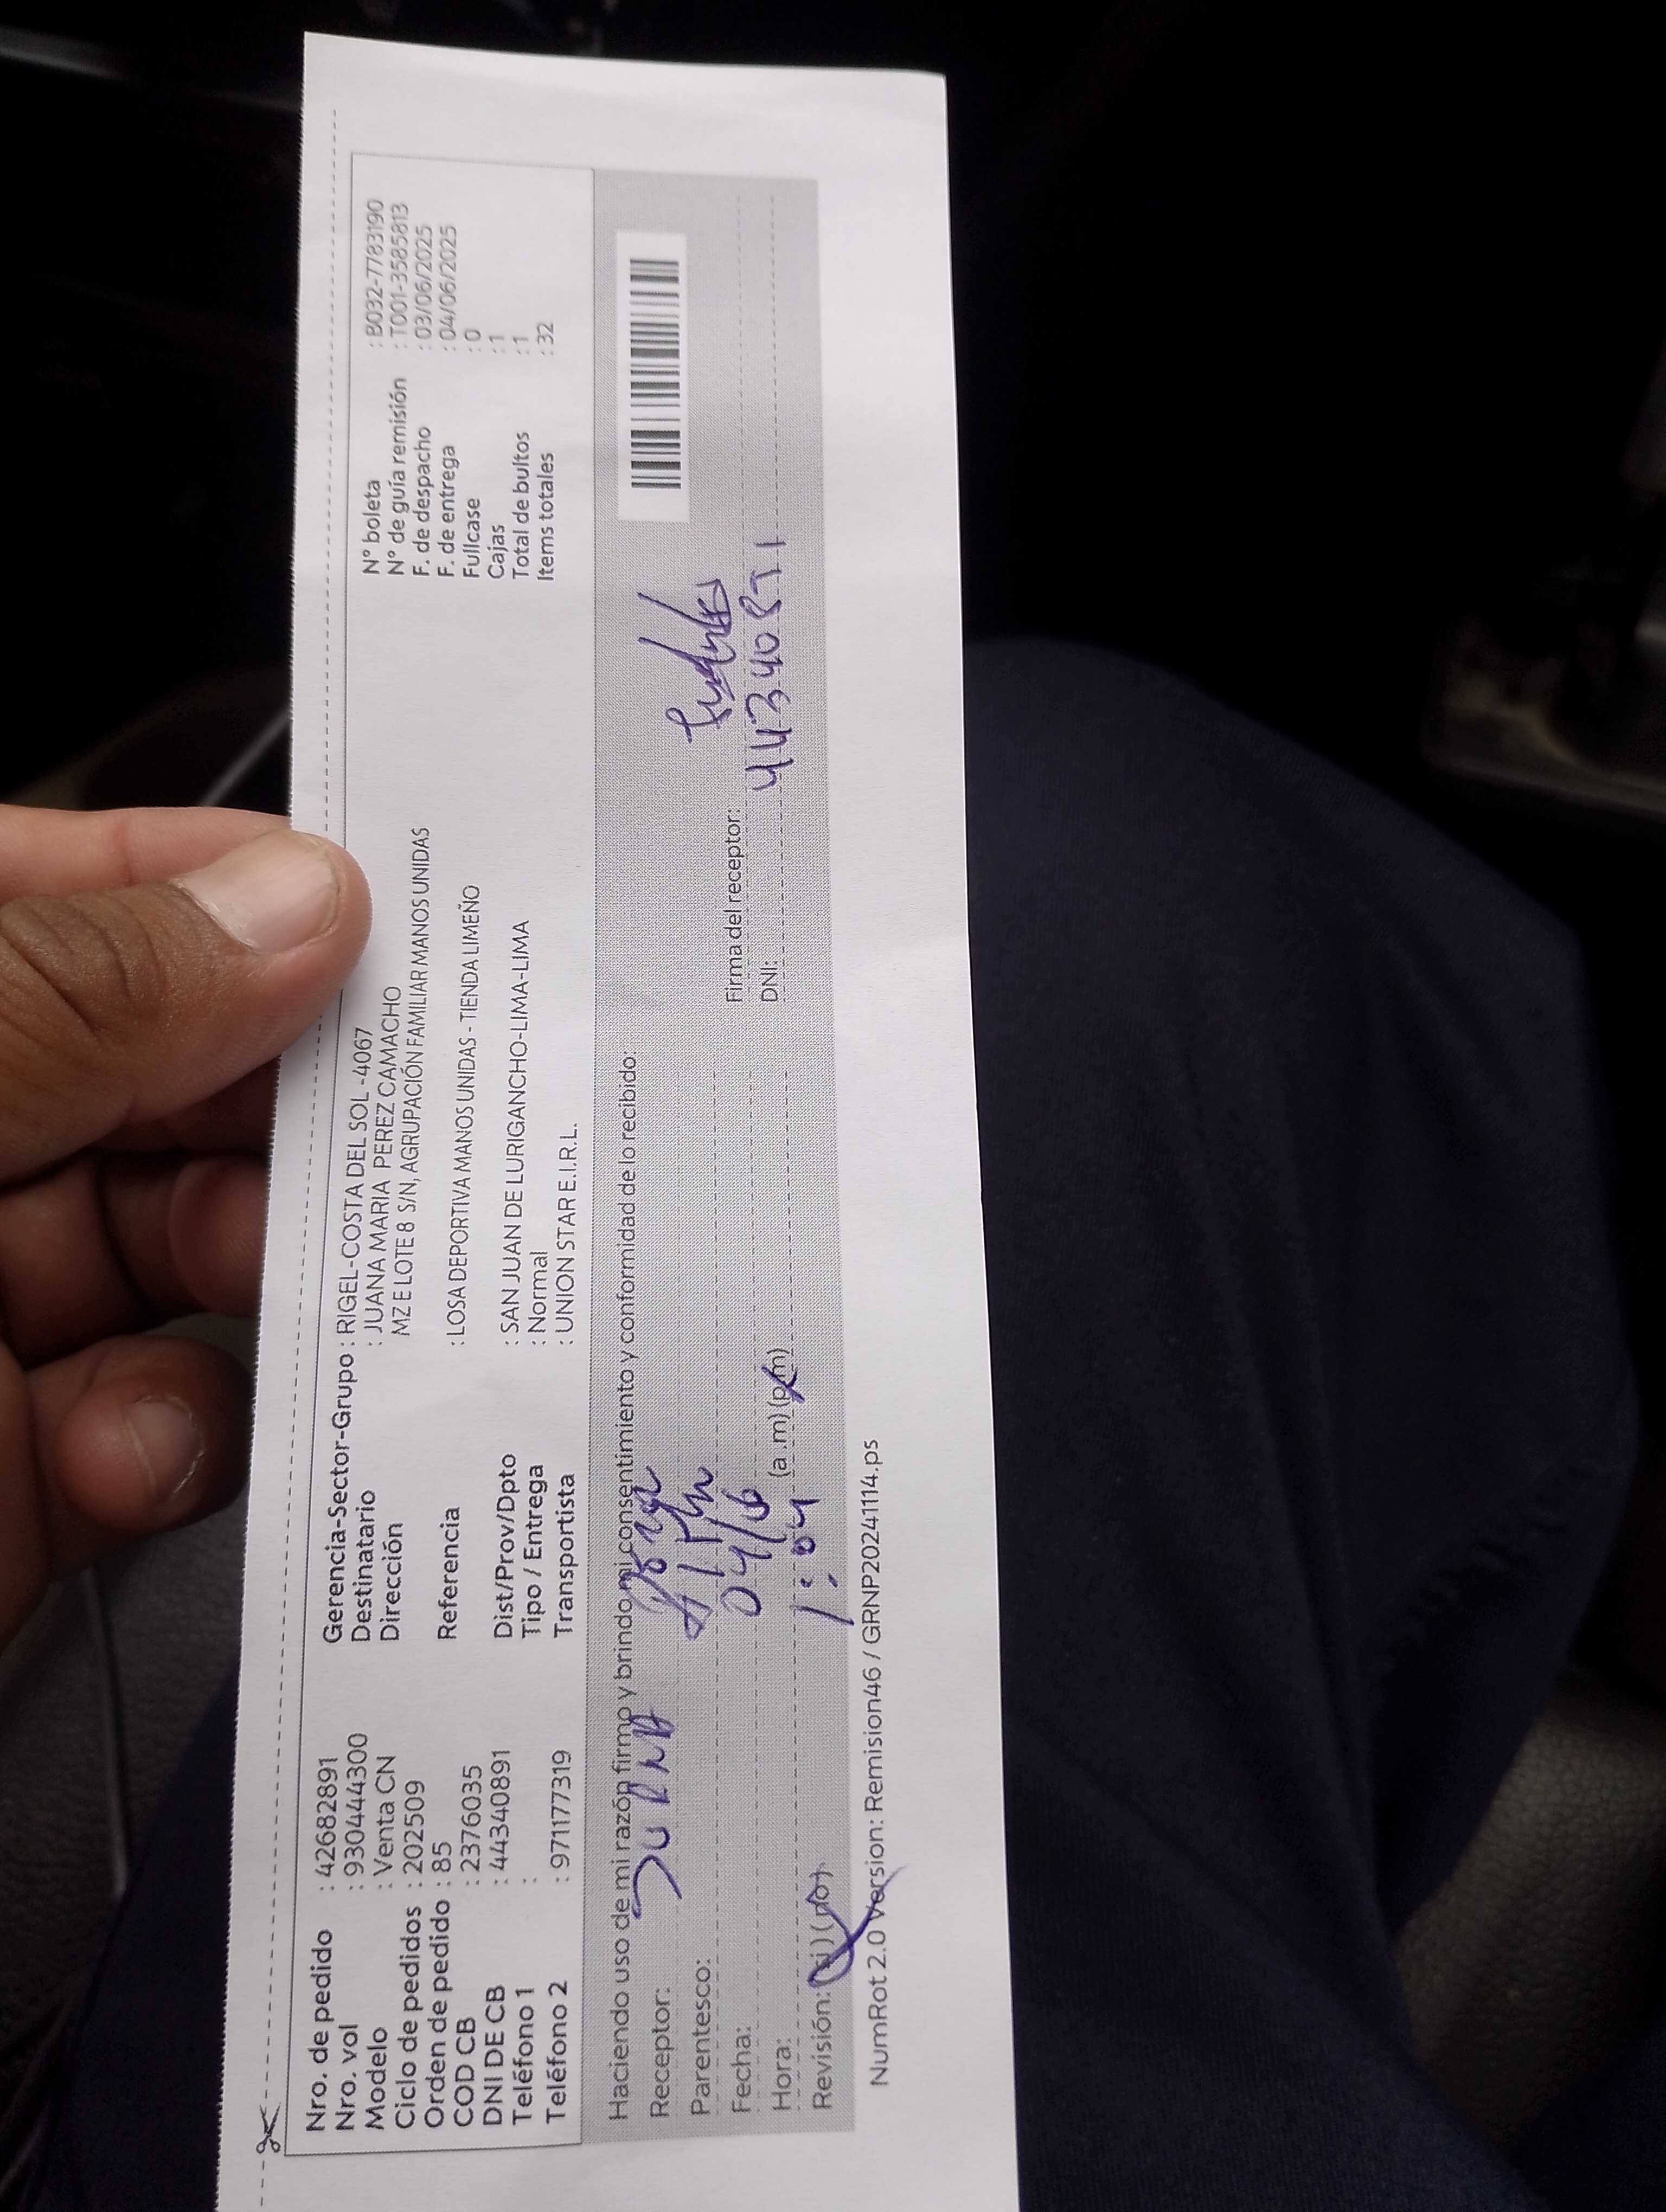 Nro. de pedido : 42682891
Nro. vol : 930444300
Modelo : Venta CN
Ciclo de pedidos : 202509
Orden de pedido : 85
COD CB : 2376035
DNI DE CB : 44340891
Teléfono 1 :
Teléfono 2 : 971177319
Gerencia-Sector-Grupo : RIGEL-COSTA DEL SOL -4067
Destinatario : JUANA MARIA PEREZ CAMACHO
Dirección MZ E LOTE 8 S/N, AGRUPACIÓN FAMILIAR MANOS UNIDAS
Referencia : LOSA DEPORTIVA MANOS UNIDAS - TIENDA LIMEÑO
Dist/Prov/Dpto : SAN JUAN DE LURIGANCHO-LIMA-LIMA
Tipo / Entrega : Normal
Transportista : UNION STAR E.I.R.L.
N° boleta : B032-7783190
N° de guía remisión : T001-3585813
F. de despacho : 03/06/2025
F. de entrega : 04/06/2025
Fullcase : 0
Cajas : 1
Total de bultos : 1
Items totales : 32
Haciendo uso de mi razón firmo y brindo mi consentimiento y conformidad de lo recibido:
Receptor: JUANA
Parentesco:
Fecha: 04/06
Hora: 1:04 (a.m) (p.m)
Revisión: (si) (no)
Firma del receptor:
DNI: 44340891
NumRot 2.0 Version: Remision46 / GRNP20241114.ps